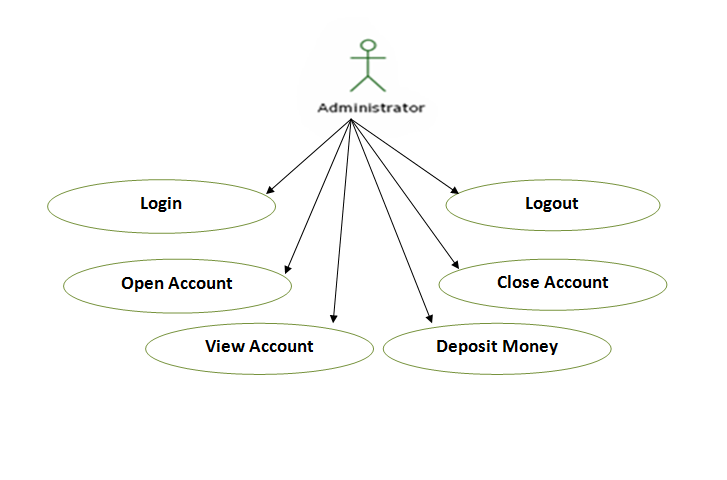 Administrator
Login
Logout
Open Account
Close Account
View Account
Deposit Money